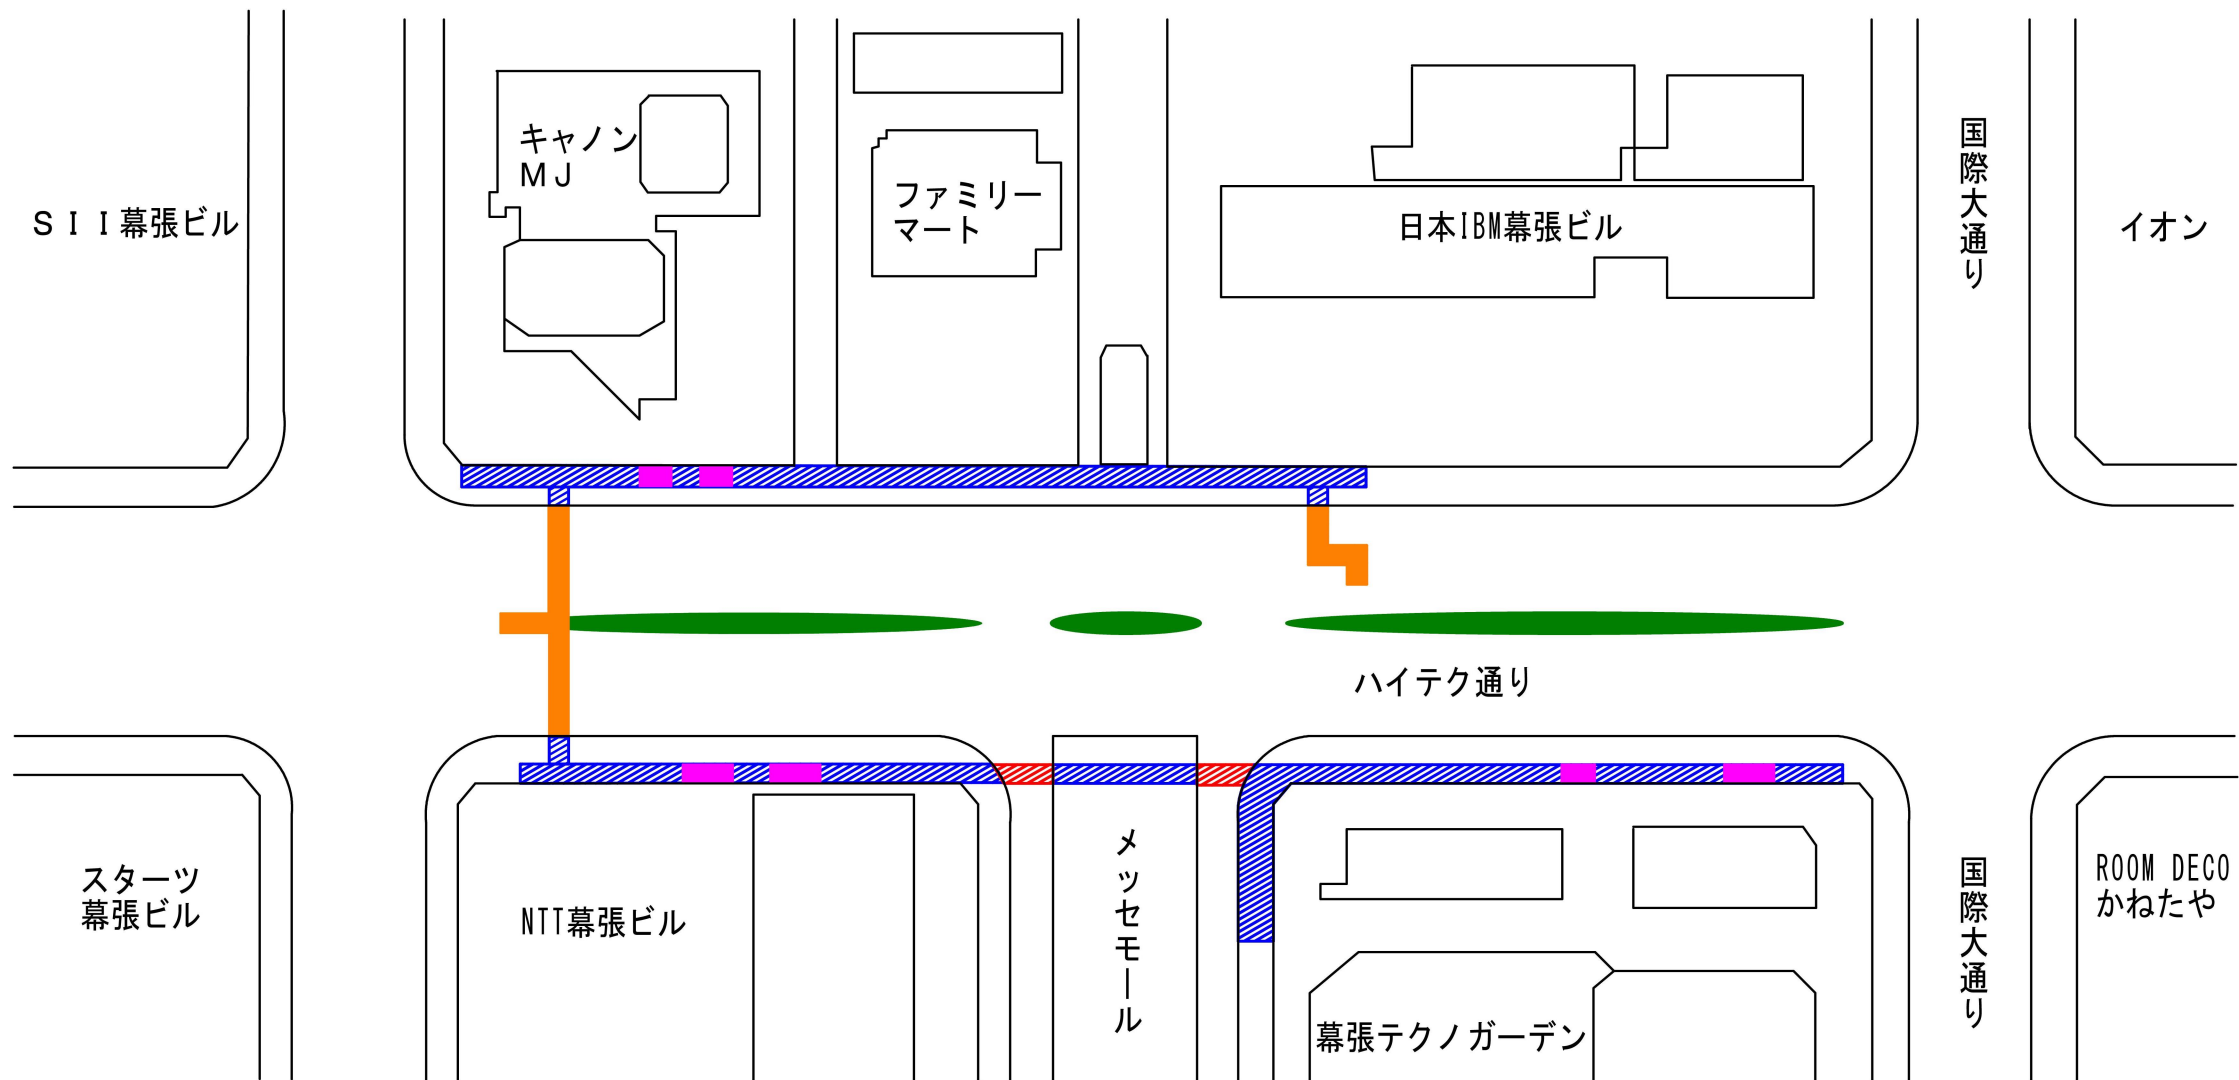 キャノン
ＭＪ
ファミリー
マート
ＳＩＩ幕張ビル
日本IBM幕張ビル
国際大通り
イオン
ハイテク通り
スターツ
幕張ビル
NTT幕張ビル
メッセモール
幕張テクノガーデン
国際大通り
ROOM DECO
かねたや